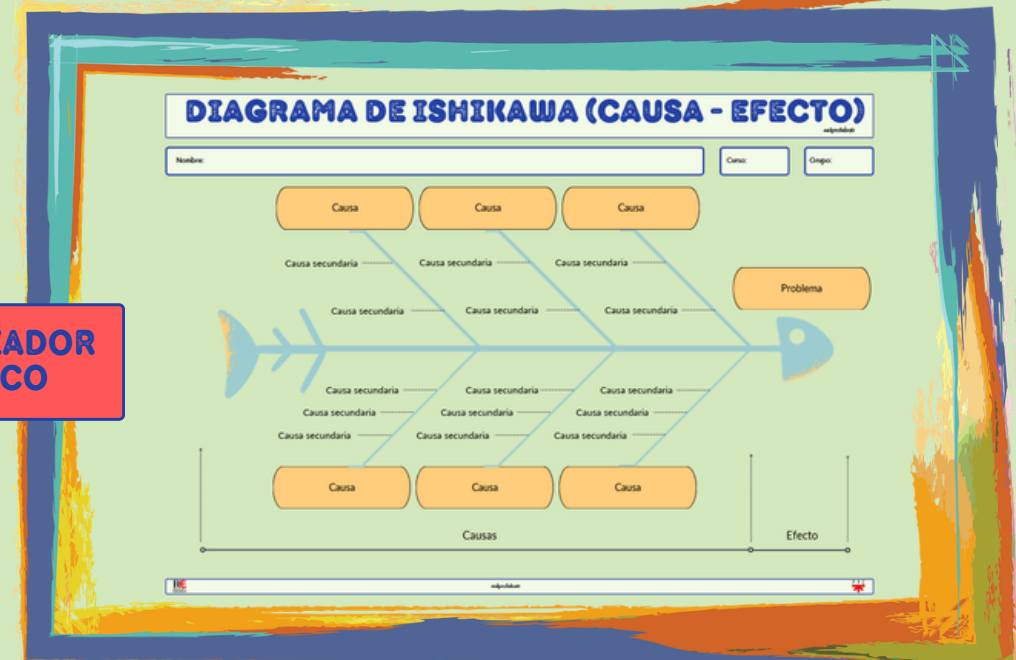 DIAGRAMA DE ISHIKAWA (CAUSA - EFECTO)
Nombre:
Curso:
Grupo:
Causa
Causa
Causa
Causa secundaria
Causa secundaria
Causa secundaria
Problema
Causa secundaria
Causa secundaria
Causa secundaria
ADOR
CO
Causa secundaria
Causa secundaria
Causa secundaria
Causa secundaria
Causa secundaria
Causa secundaria
Causa secundaria
Causa secundaria
Causa secundaria
Causa
Causa
Causa
Causas
Efecto